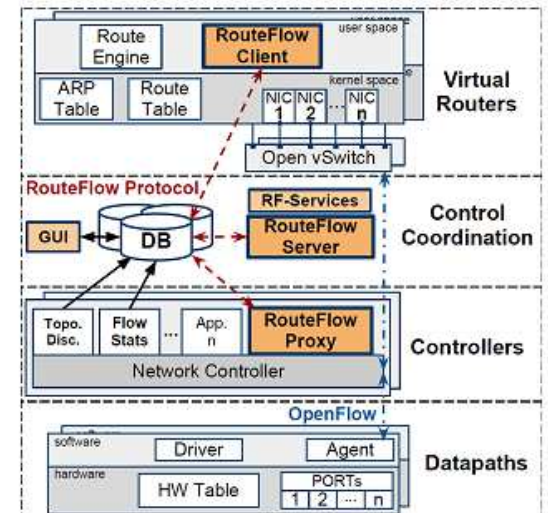 user space
Route
Engine
RouteFlow
Client
user space
kernel space
ARP
Table
Route
Table
NIC NIC ... NIC
1 2 n
Virtual
Routers
Open vSwitch
RouteFlow Protocol
RF-Services
GUI
DB
RouteFlow
Server
Control
Coordination
Topo.
Disc.
Flow
Stats
...
App.
n
RouteFlow
Proxy
Controllers
Network Controller
OpenFlow
software
Driver
Agent
hardware
HW Table
PORTs
1 2 ... n
Datapaths